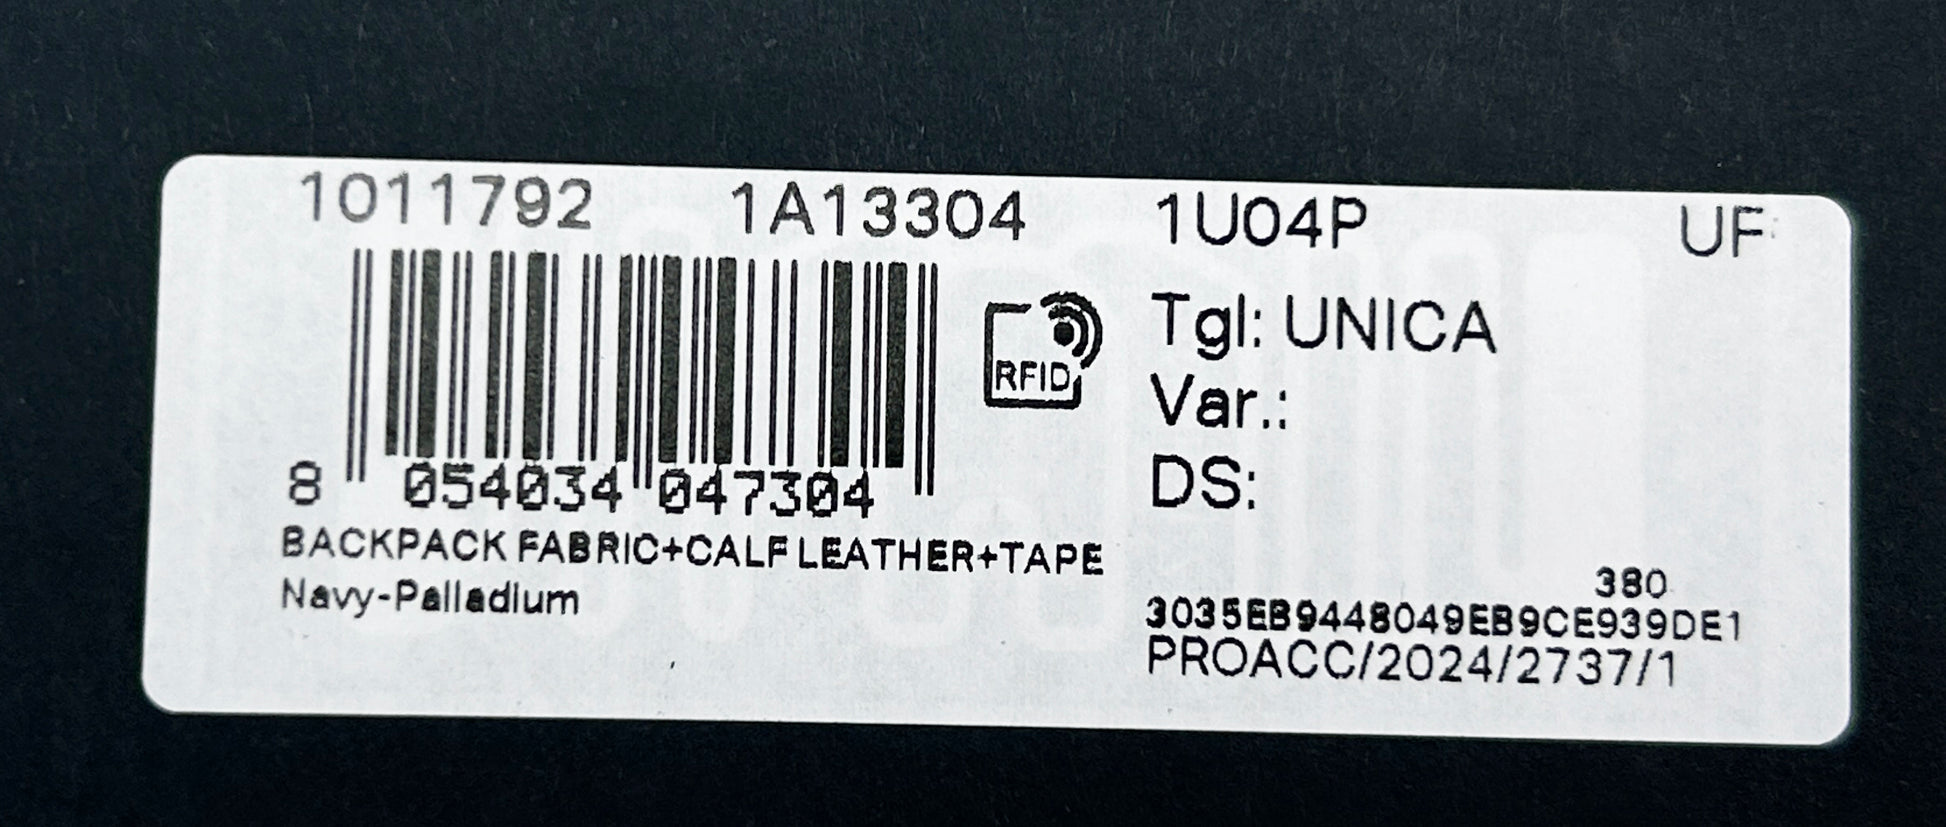 1011792 1A13304 1U04P UF
RFID
Tgl: UNICA
Var.:
DS:
8 054034 047304
BACKPACK FABRIC+CALF LEATHER+TAPE
Navy-Palladium
380
3035EB9448049EB9CE939DE1
PROACC/2024/2737/1